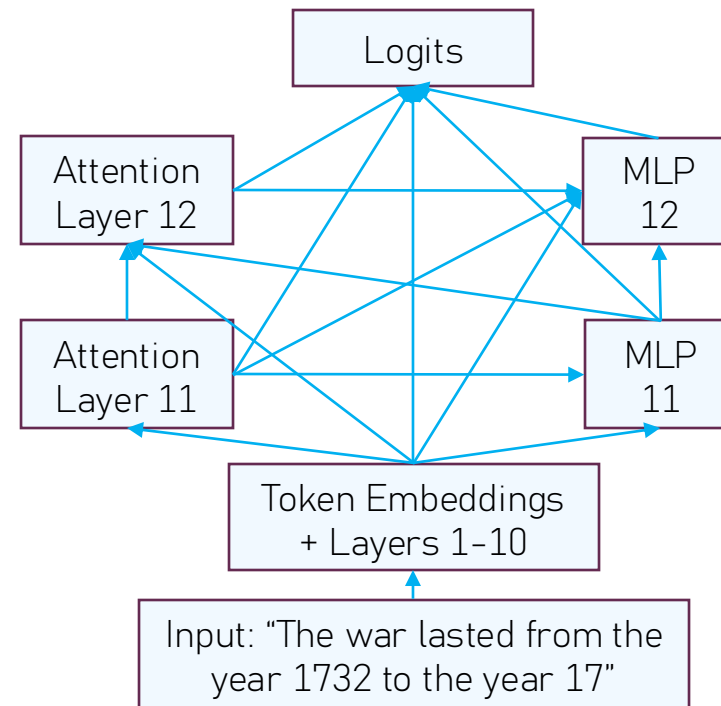 Logits
Attention
Layer 12
MLP
12
Attention
Layer 11
MLP
11
Token Embeddings
+ Layers 1-10
Input: “The war lasted from the
year 1732 to the year 17”